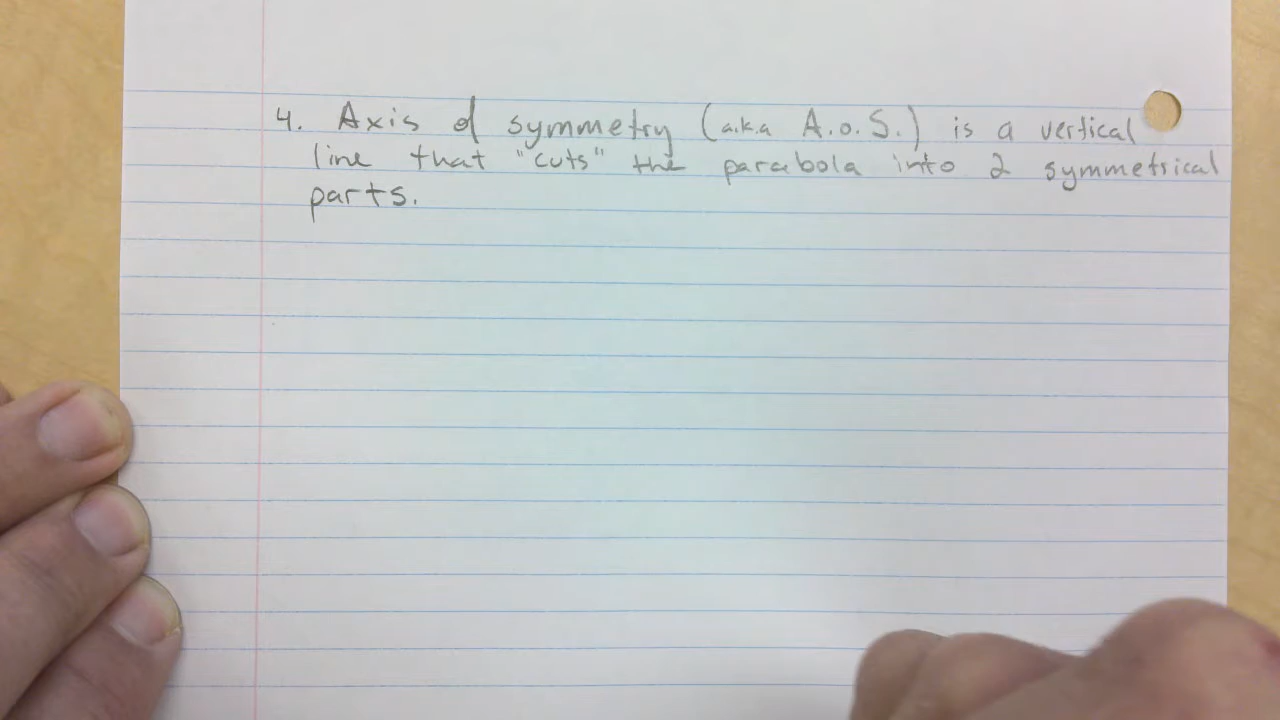 4. Axis of symmetry (a.k.a A.o.S.) is a vertical
line that "cuts" the parabola into 2 symmetrical
parts.